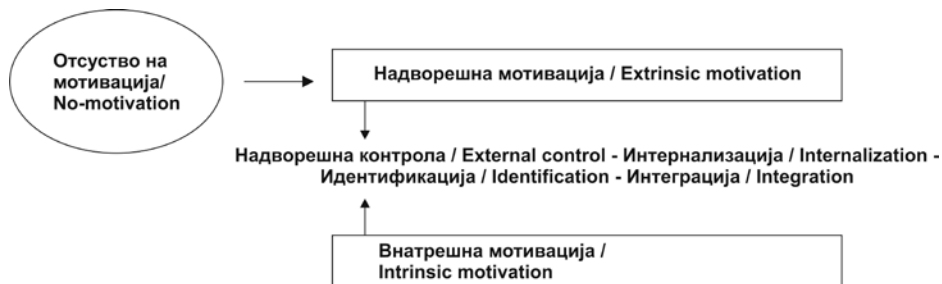 Отсуство на
мотивација/
No-motivation
Надворешна мотивација / Extrinsic motivation
Надворешна контрола / External control - Интернализација / Internalization -
Идентификација / Identification - Интеграција / Integration
Внатрешна мотивација /
Intrinsic motivation